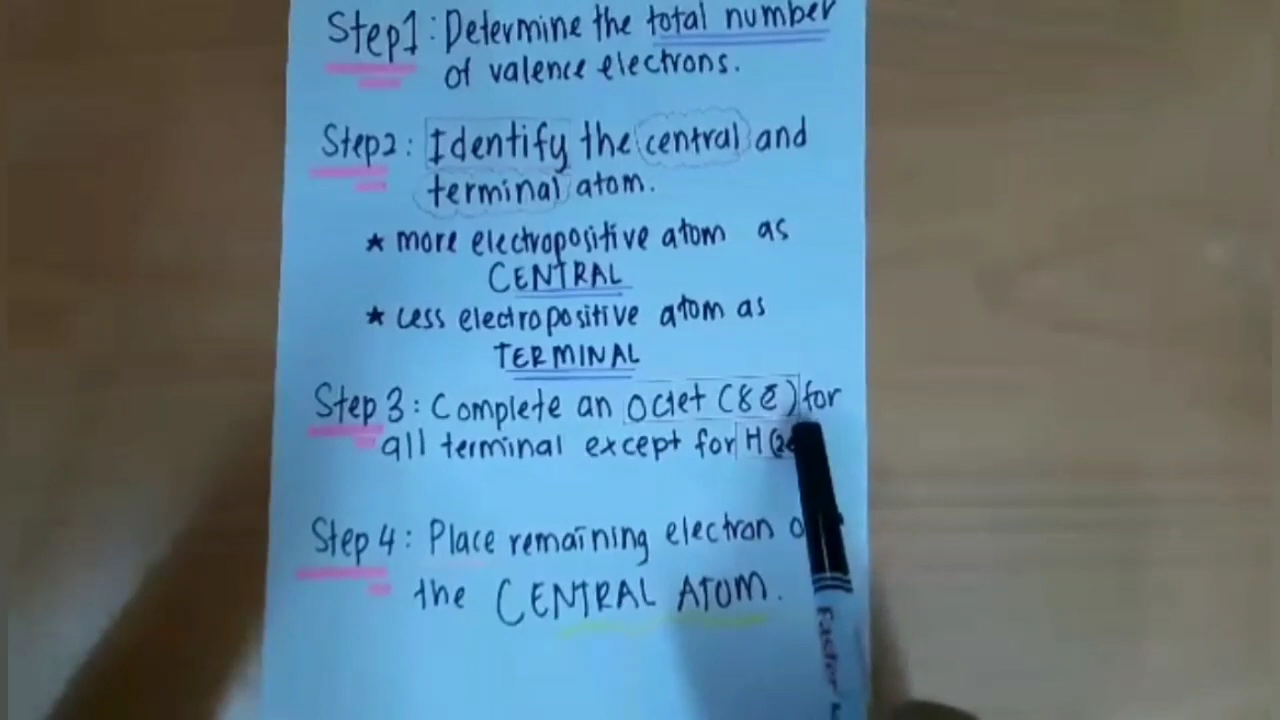 Step1: Determine the total number
of valence electrons.
Step2: Identify the central and
terminal atom.
* more electropositive atom as
CENTRAL
* Less electropositive atom as
TERMINAL
Step 3: Complete an octet (8ē) for
all terminal except for H
Step 4: Place remaining electron
the CENTRAL ATOM.
Faster